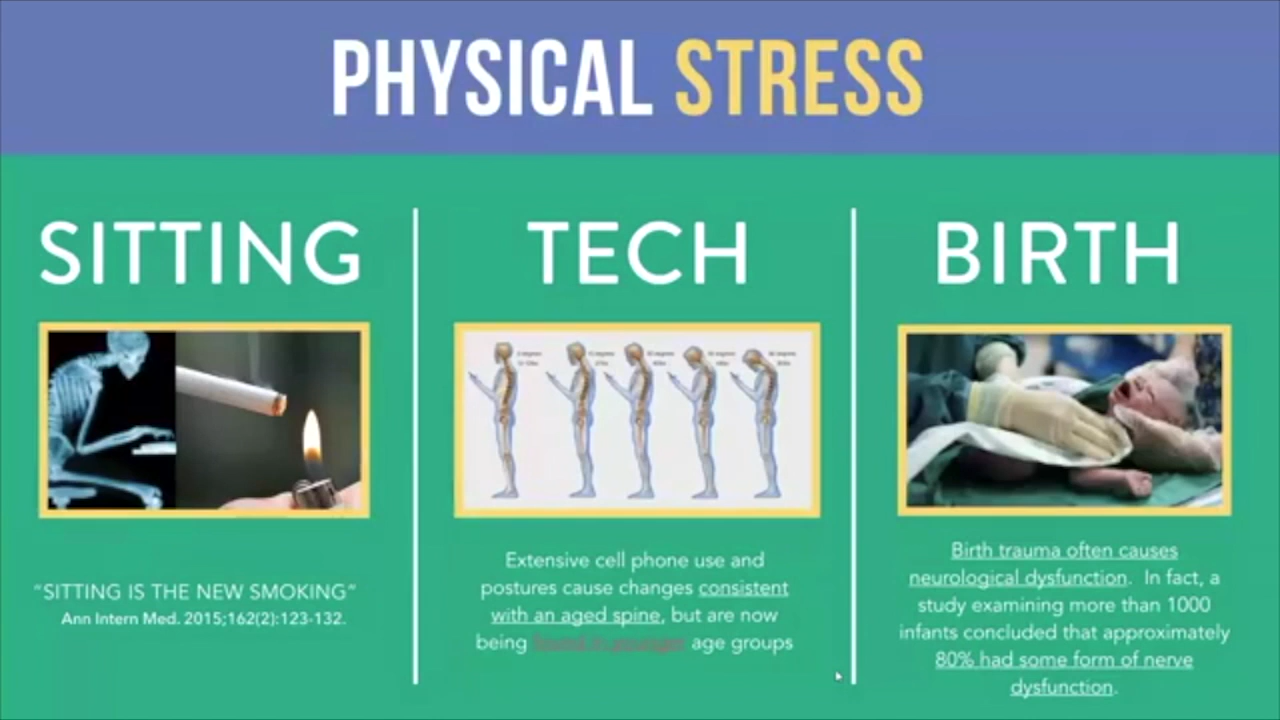 PHYSICAL STRESS
SITTING
"SITTING IS THE NEW SMOKING"
Ann Intern Med. 2015;162(2):123-132.
TECH
Extensive cell phone use and
postures cause changes consistent
with an aged spine, but are now
being found in younger age groups
BIRTH
Birth trauma often causes
neurological dysfunction. In fact, a
study examining more than 1000
infants concluded that approximately
80% had some form of nerve
dysfunction.